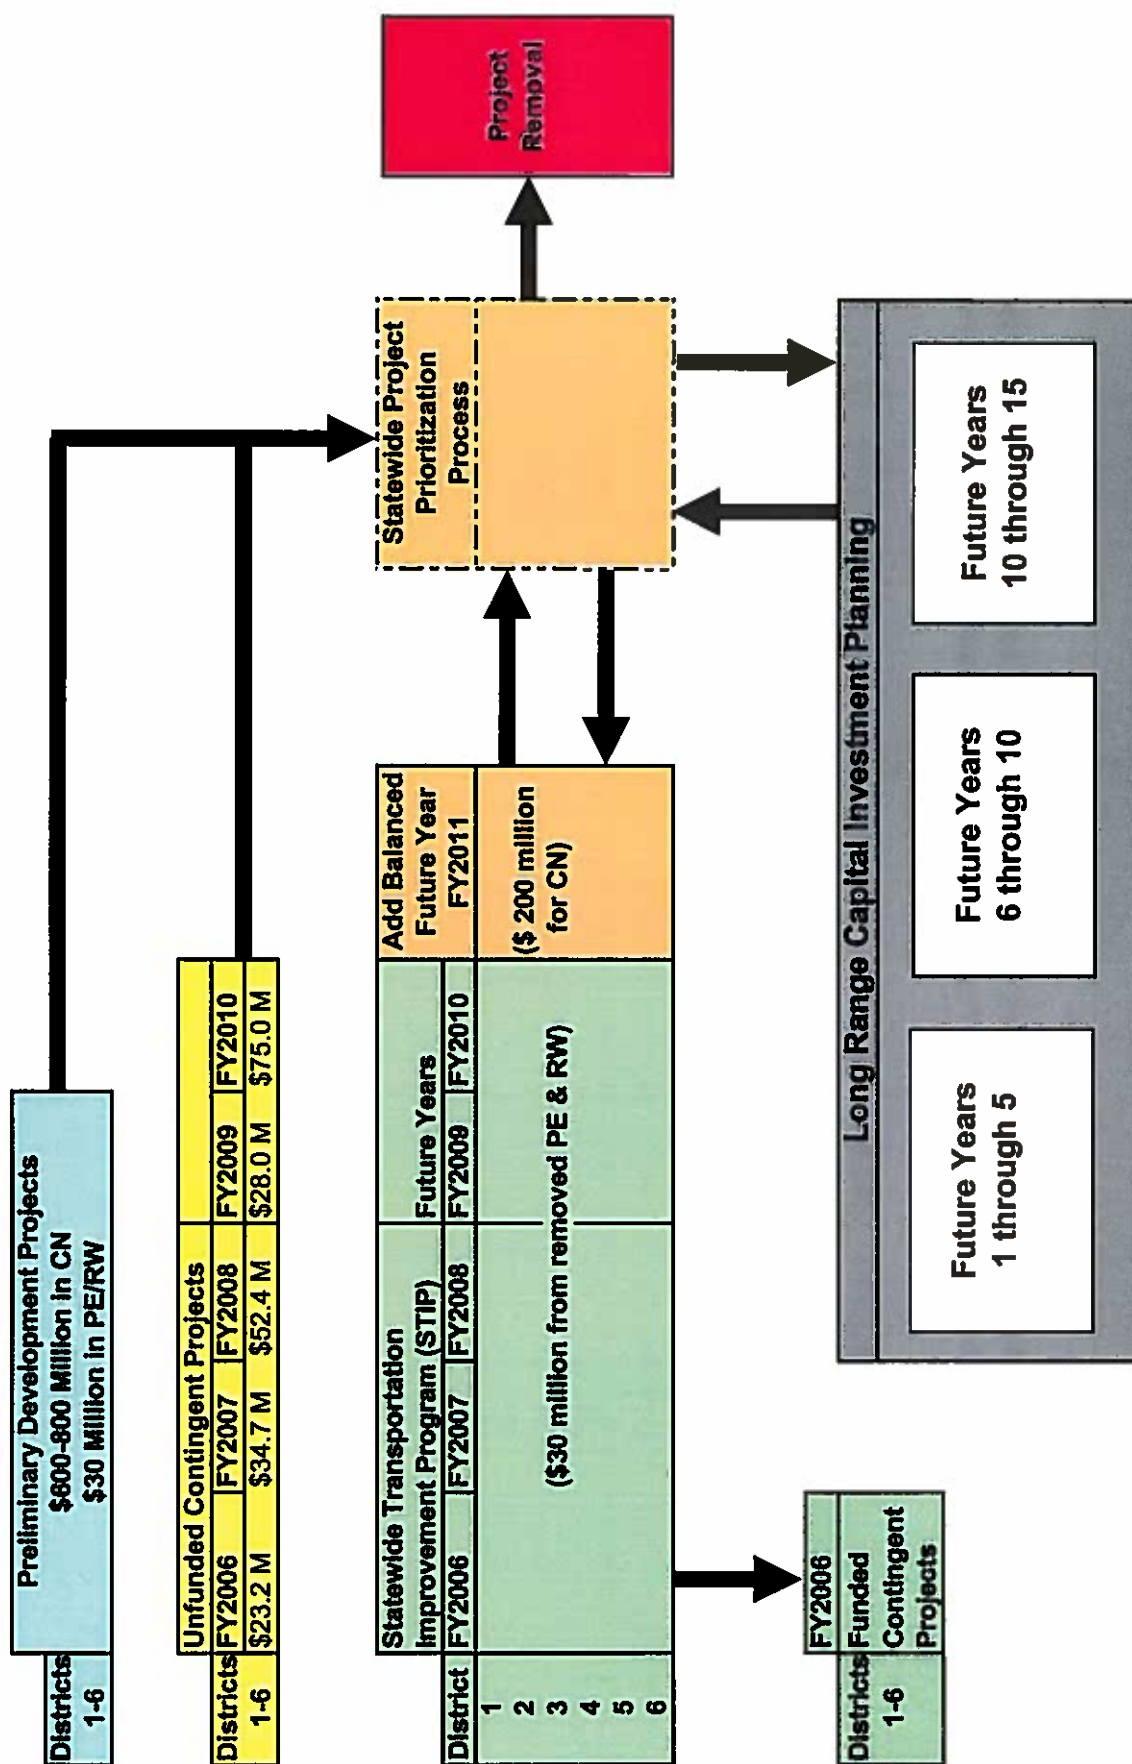 Preliminary Development Projects
$600-800 Million in CN
$30 Million in PE/RW
Districts
1-6
Unfunded Contingent Projects
Districts FY2006 FY2007 FY2008 FY2009 FY2010
1-6 $23.2 M $34.7 M $52.4 M $28.0 M $75.0 M
Statewide Transportation
Improvement Program (STIP)
Future Years
Add Balanced
Future Year
FY2011
District FY2006 FY2007 FY2008 FY2009 FY2010
1
2
3
4
5
6
($30 million from removed PE & RW)
($ 200 million
for CN)
Statewide Project
Prioritization
Process
Project
Removal
FY2006
Districts Funded
1-6 Contingent
Projects
Long Range Capital Investment Planning
Future Years
1 through 5
Future Years
6 through 10
Future Years
10 through 15